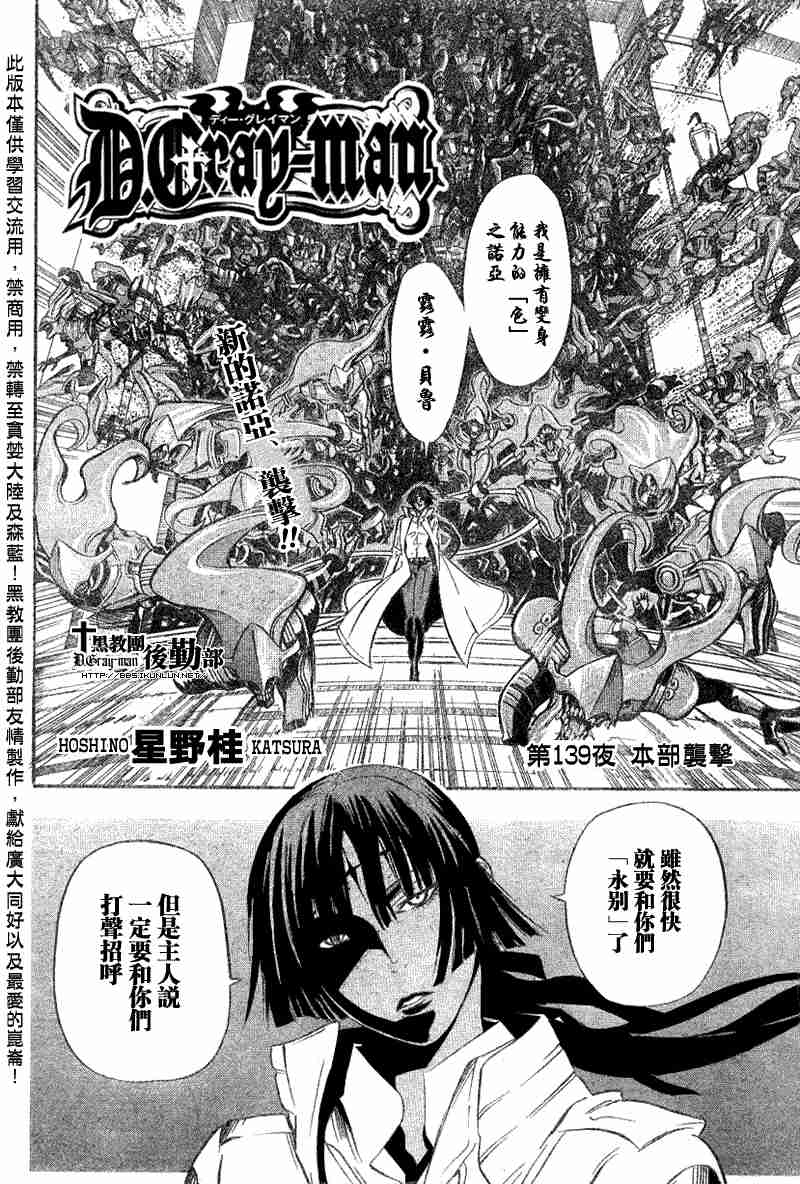 此版本僅供學習交流用，禁商用，禁轉至貪婪大陸及森藍！黑教團後勤部友情製作，獻給廣大同好以及最愛的崑崙！
ディー・グレイマン
D.Gray-man
我是擁有變身
能力的「色」
之諾亞
露露·貝魯
新的諾亞、襲擊!!
黑教團
D.Gray-man
後勤部
HTTP://BBS.IKUNLUN.NET/
HOSHINO 星野桂 KATSURA
第139夜 本部襲擊
雖然很快
就要和你們
「永别」了
但是主人說
一定要和你們
打聲招呼